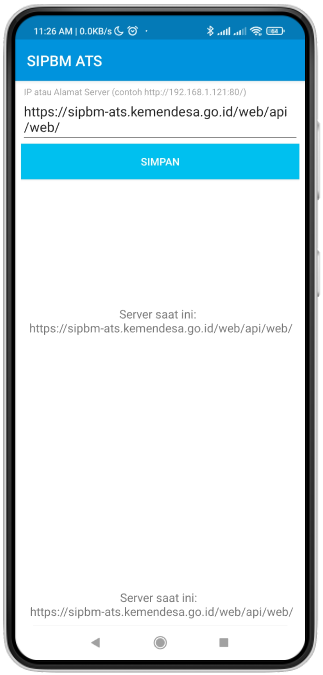 11:26 AM | 0.0KB/s
64
SIPBM ATS
IP atau Alamat Server (contoh http://192.168.1.121:80/)
https://sipbm-ats.kemendesa.go.id/web/api
/web/
SIMPAN
Server saat ini:
https://sipbm-ats.kemendesa.go.id/web/api/web/
Server saat ini:
https://sipbm-ats.kemendesa.go.id/web/api/web/